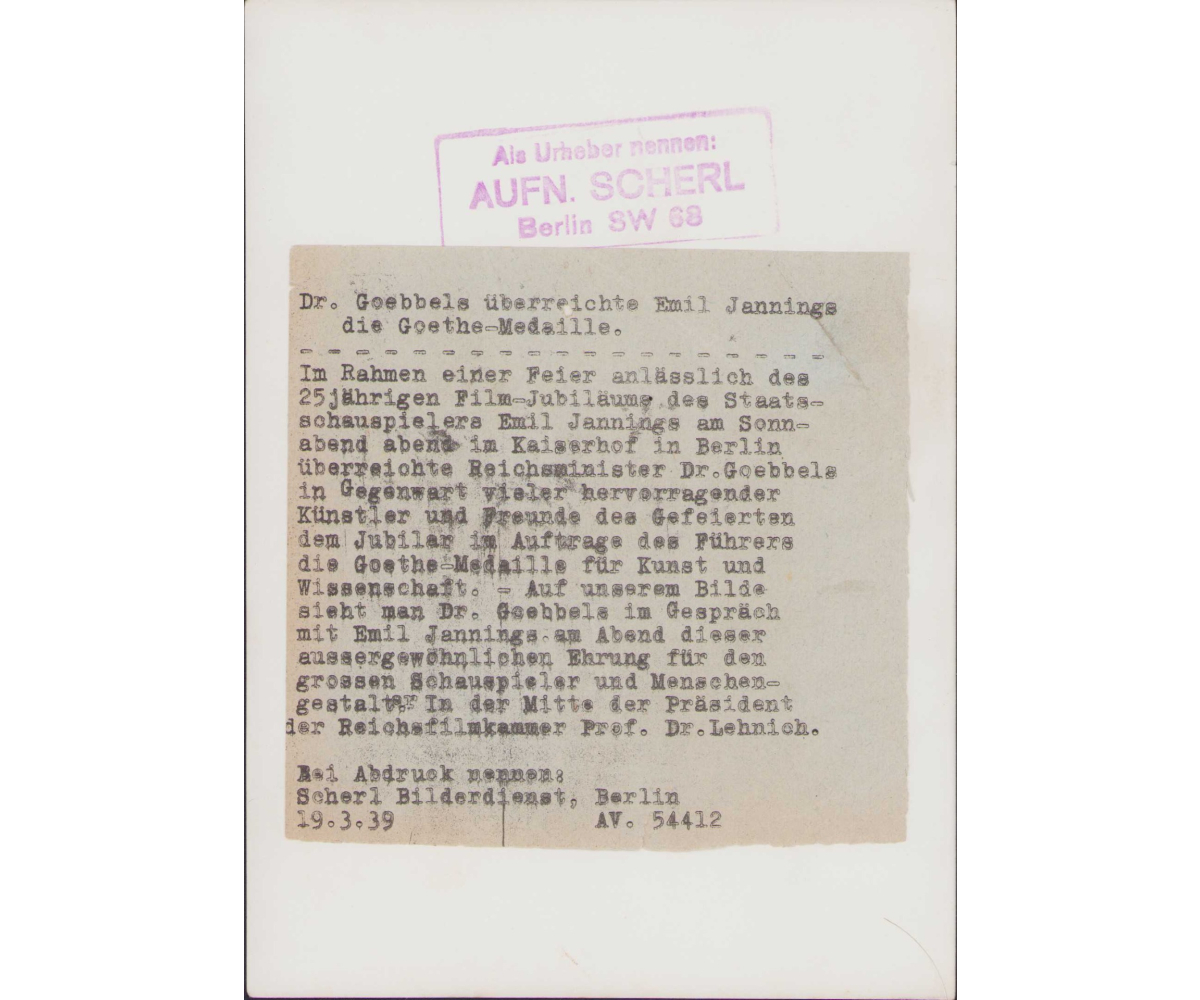 Als Urheber nennen:
AUFN. SCHERL
Berlin SW 68
Dr. Goebbels überreichte Emil Jannings
die Goethe-Medaille.
- - - - - - - - - - - - - - - - - - -
Im Rahmen einer Feier anlässlich des
25jährigen Film-Jubiläums des Staats-
schauspielers Emil Jannings am Sonn-
abend abend im Kaiserhof in Berlin
überreichte Reichsminister Dr.Goebbels
in Gegenwart vieler hervorragender
Künstler und Freunde des Gefeierten
dem Jubilar im Auftrage des Führers
die Goethe-Medaille für Kunst und
Wissenschaft. - Auf unserem Bilde
sieht man Dr. Goebbels im Gespräch
mit Emil Jannings am Abend dieser
aussergewöhnlichen Ehrung für den
grossen Schauspieler und Menschen-
gestalter. In der Mitte der Präsident
der Reichsfilmkammer Prof. Dr.Lehnich.
Bei Abdruck nennen:
Scherl Bilderdienst, Berlin
19.3.39 AV. 54412